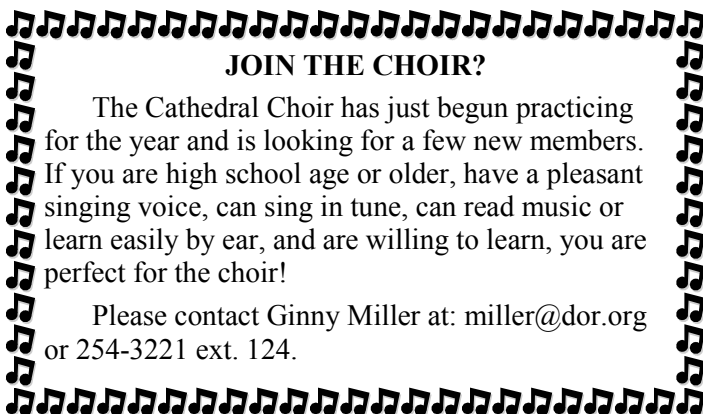 JOIN THE CHOIR?
The Cathedral Choir has just begun practicing
for the year and is looking for a few new members.
If you are high school age or older, have a pleasant
singing voice, can sing in tune, can read music or
learn easily by ear, and are willing to learn, you are
perfect for the choir!
Please contact Ginny Miller at: miller@dor.org
or 254-3221 ext. 124.